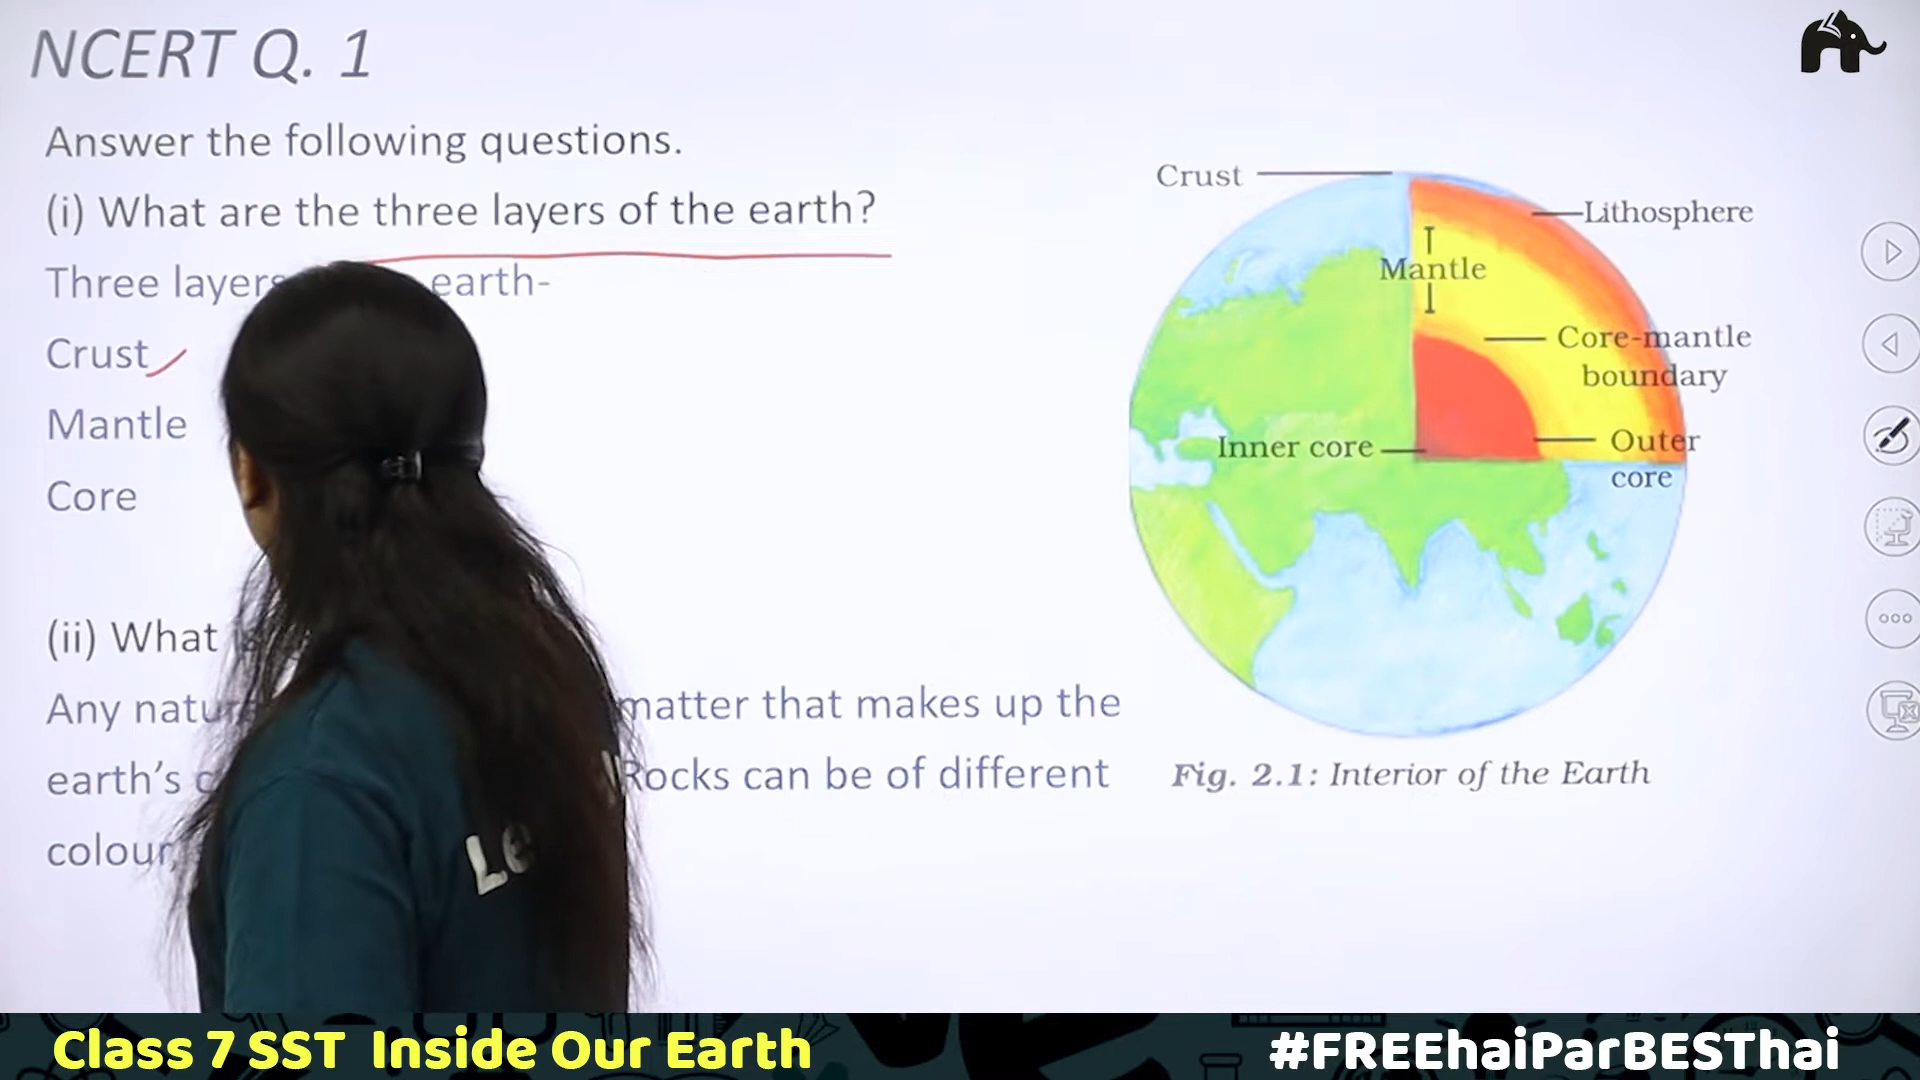 NCERT Q. 1
Answer the following questions.
(i) What are the three layers of the earth?
Three layers earth-
Crust
Mantle
Core
(ii) What
Any matter that makes up the
earth's Rocks can be of different
colour,
Crust
Lithosphere
Mantle
Core-mantle
boundary
Inner core
Outer
core
Fig. 2.1: Interior of the Earth
Class 7 SST Inside Our Earth
#FREEhaiParBESThai